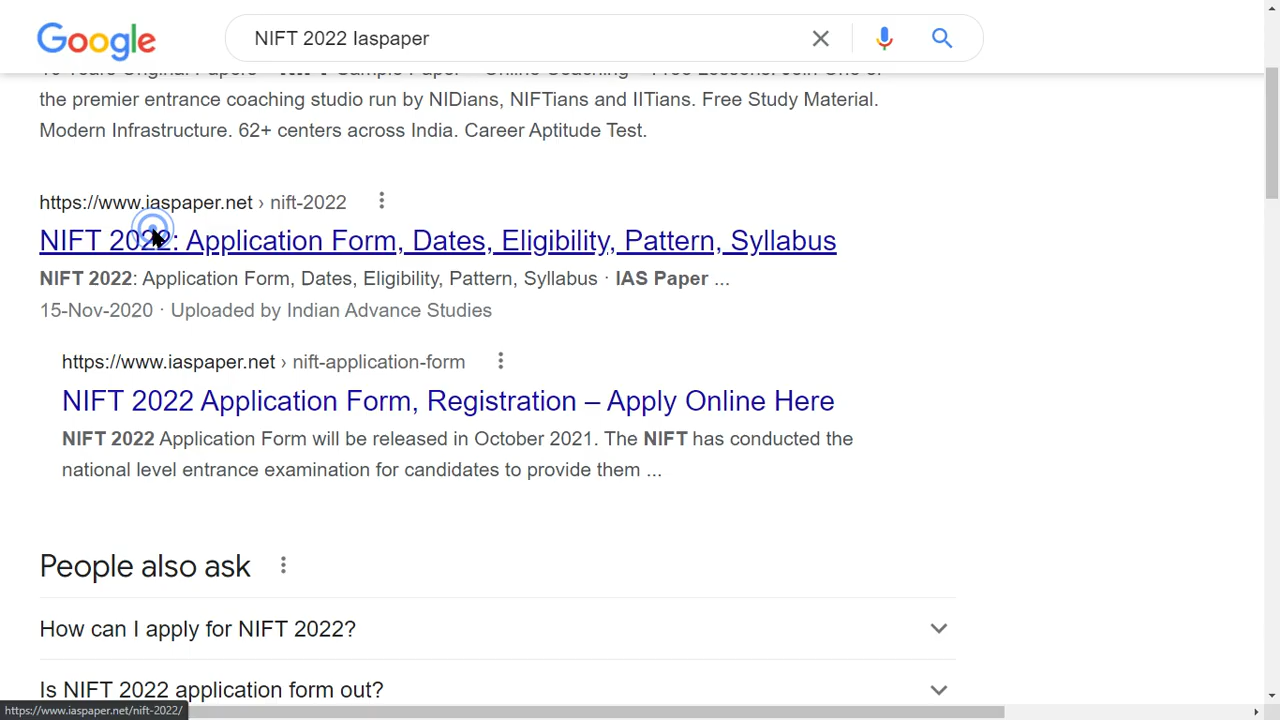 Google
NIFT 2022 Iaspaper
the premier entrance coaching studio run by NIDians, NIFTians and IITians. Free Study Material.
Modern Infrastructure. 62+ centers across India. Career Aptitude Test.
https://www.iaspaper.net › nift-2022
NIFT 2022: Application Form, Dates, Eligibility, Pattern, Syllabus
NIFT 2022: Application Form, Dates, Eligibility, Pattern, Syllabus · IAS Paper ...
15-Nov-2020 · Uploaded by Indian Advance Studies
https://www.iaspaper.net › nift-application-form
NIFT 2022 Application Form, Registration – Apply Online Here
NIFT 2022 Application Form will be released in October 2021. The NIFT has conducted the
national level entrance examination for candidates to provide them ...
People also ask
How can I apply for NIFT 2022?
Is NIFT 2022 application form out?
https://www.iaspaper.net/nift-2022/